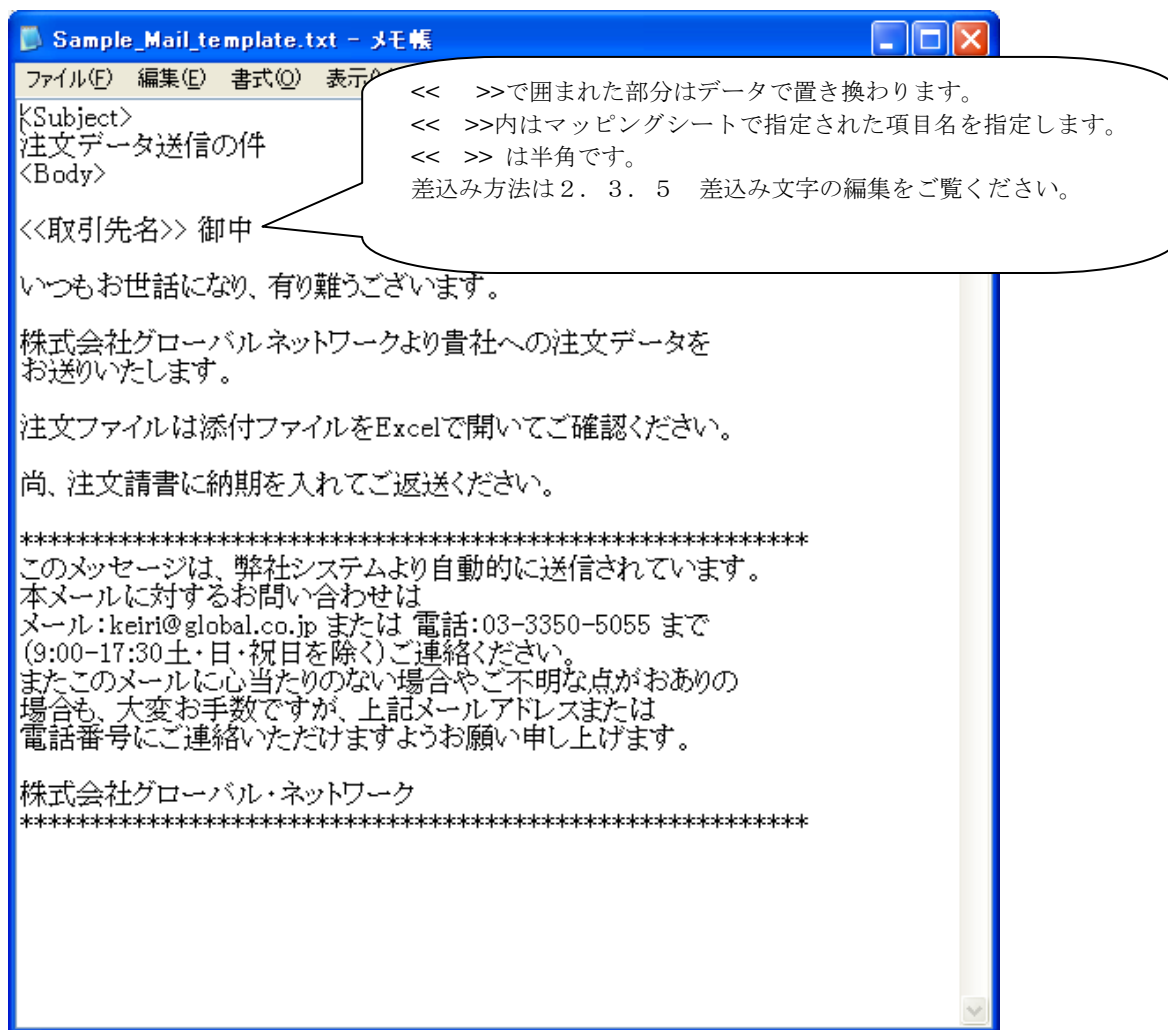 Sample_Mail_template.txt - メモ帳
ファイル(F) 編集(E) 書式(O) 表示
<< >>で囲まれた部分はデータで置き換わります。
<< >>内はマッピングシートで指定された項目名を指定します。
<< >> は半角です。
差込み方法は2．3．5 差込み文字の編集をご覧ください。
<Subject>
注文データ送信の件
<Body>
<<取引先名>> 御中
いつもお世話になり、有り難うございます。
株式会社グローバルネットワークより貴社への注文データを
お送りいたします。
注文ファイルは添付ファイルをExcelで開いてご確認ください。
尚、注文請書に納期を入れてご返送ください。
********************************************************
このメッセージは、弊社システムより自動的に送信されています。
本メールに対するお問い合わせは
メール:keiri@global.co.jp または 電話:03-3350-5055 まで
(9:00-17:30土・日・祝日を除く)ご連絡ください。
またこのメールに心当たりのない場合やご不明な点がおありの
場合も、大変お手数ですが、上記メールアドレスまたは
電話番号にご連絡いただけますようお願い申し上げます。
株式会社グローバル・ネットワーク
********************************************************